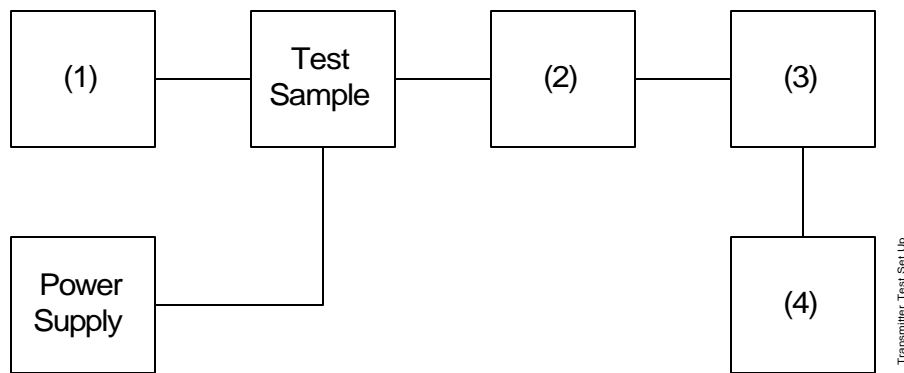 (1)
Test
Sample
(2)
(3)
Power
Supply
(4)
Transmitter Test Set Up